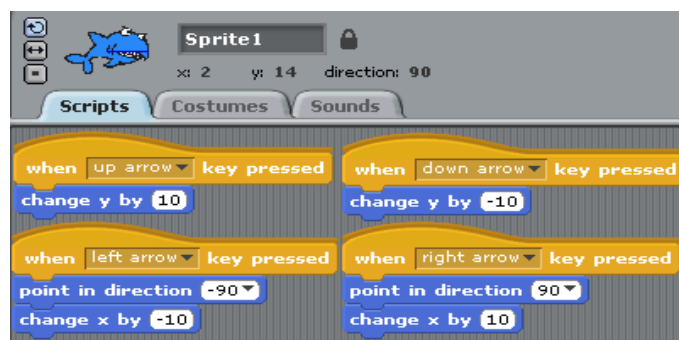 Sprite1
x: 2 y: 14 direction: 90
Scripts Costumes Sounds
when up arrow key pressed
change y by 10
when down arrow key pressed
change y by -10
when left arrow key pressed
point in direction -90
change x by -10
when right arrow key pressed
point in direction 90
change x by 10